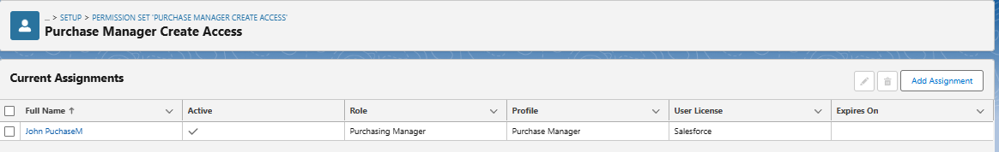 ... > SETUP > PERMISSION SET 'PURCHASE MANAGER CREATE ACCESS'
Purchase Manager Create Access
Current Assignments
Add Assignment
Full Name ↑ Active Role Profile User License Expires On
John PuchaseM Purchasing Manager Purchase Manager Salesforce